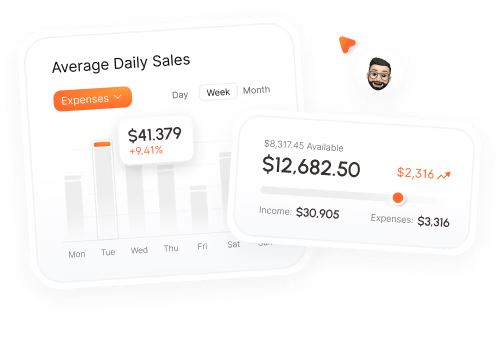 Average Daily Sales
Expenses
Day Week Month
$41.379
+9.41%
Mon Tue Wed Thu Fri Sat Sun
$8,317.45 Available
$12,682.50
$2,316
Income: $30.905
Expenses: $3,316